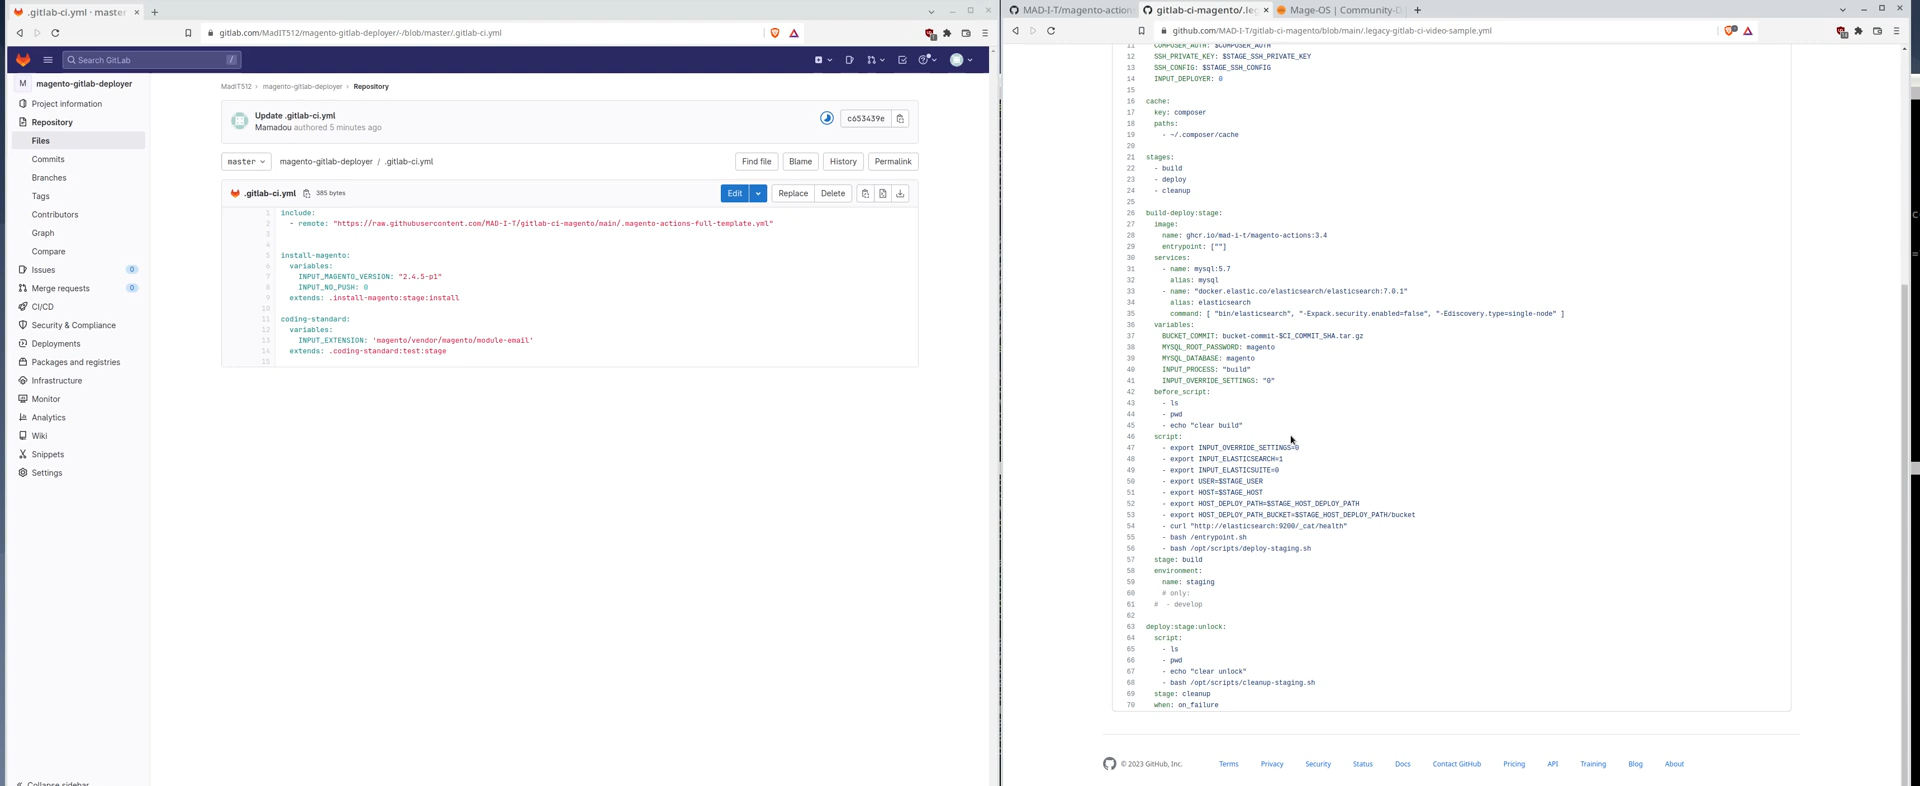 .gitlab-ci.yml · master
gitlab.com/MadIT512/magento-gitlab-deployer/-/blob/master/.gitlab-ci.yml
Search GitLab
/
M magento-gitlab-deployer
Project information
Repository
Files
Commits
Branches
Tags
Contributors
Graph
Compare
Issues 0
Merge requests 0
CI/CD
Security & Compliance
Deployments
Packages and registries
Infrastructure
Monitor
Analytics
Wiki
Snippets
Settings
Collapse sidebar
MadIT512 › magento-gitlab-deployer › Repository
Update .gitlab-ci.yml
Mamadou authored 5 minutes ago
c653439e
master
magento-gitlab-deployer / .gitlab-ci.yml
Find file
Blame
History
Permalink
.gitlab-ci.yml 385 bytes
Edit
Replace
Delete
1 include:
2 - remote: "https://raw.githubusercontent.com/MAD-I-T/gitlab-ci-magento/main/.magento-actions-full-template.yml"
3
4
5 install-magento:
6 variables:
7 INPUT_MAGENTO_VERSION: "2.4.5-p1"
8 INPUT_NO_PUSH: 0
9 extends: .install-magento:stage:install
10
11 coding-standard:
12 variables:
13 INPUT_EXTENSION: 'magento/vendor/magento/module-email'
14 extends: .coding-standard:test:stage
15
MAD-I-T/magento-actions
gitlab-ci-magento/.leg
Mage-OS | Community-D
github.com/MAD-I-T/gitlab-ci-magento/blob/main/.legacy-gitlab-ci-video-sample.yml
11 COMPOSER_AUTH: $COMPOSER_AUTH
12 SSH_PRIVATE_KEY: $STAGE_SSH_PRIVATE_KEY
13 SSH_CONFIG: $STAGE_SSH_CONFIG
14 INPUT_DEPLOYER: 0
15
16 cache:
17 key: composer
18 paths:
19 - ~/.composer/cache
20
21 stages:
22 - build
23 - deploy
24 - cleanup
25
26 build-deploy:stage:
27 image:
28 name: ghcr.io/mad-i-t/magento-actions:3.4
29 entrypoint: [""]
30 services:
31 - name: mysql:5.7
32 alias: mysql
33 - name: "docker.elastic.co/elasticsearch/elasticsearch:7.0.1"
34 alias: elasticsearch
35 command: [ "bin/elasticsearch", "-Expack.security.enabled=false", "-Ediscovery.type=single-node" ]
36 variables:
37 BUCKET_COMMIT: bucket-commit-$CI_COMMIT_SHA.tar.gz
38 MYSQL_ROOT_PASSWORD: magento
39 MYSQL_DATABASE: magento
40 INPUT_PROCESS: "build"
41 INPUT_OVERRIDE_SETTINGS: "0"
42 before_script:
43 - ls
44 - pwd
45 - echo "clear build"
46 script:
47 - export INPUT_OVERRIDE_SETTINGS=0
48 - export INPUT_ELASTICSEARCH=1
49 - export INPUT_ELASTICSUITE=0
50 - export USER=$STAGE_USER
51 - export HOST=$STAGE_HOST
52 - export HOST_DEPLOY_PATH=$STAGE_HOST_DEPLOY_PATH
53 - export HOST_DEPLOY_PATH_BUCKET=$STAGE_HOST_DEPLOY_PATH/bucket
54 - curl "http://elasticsearch:9200/_cat/health"
55 - bash /entrypoint.sh
56 - bash /opt/scripts/deploy-staging.sh
57 stage: build
58 environment:
59 name: staging
60 # only:
61 # - develop
62
63 deploy:stage:unlock:
64 script:
65 - ls
66 - pwd
67 - echo "clear unlock"
68 - bash /opt/scripts/cleanup-staging.sh
69 stage: cleanup
70 when: on_failure
© 2023 GitHub, Inc.
Terms
Privacy
Security
Status
Docs
Contact GitHub
Pricing
API
Training
Blog
About